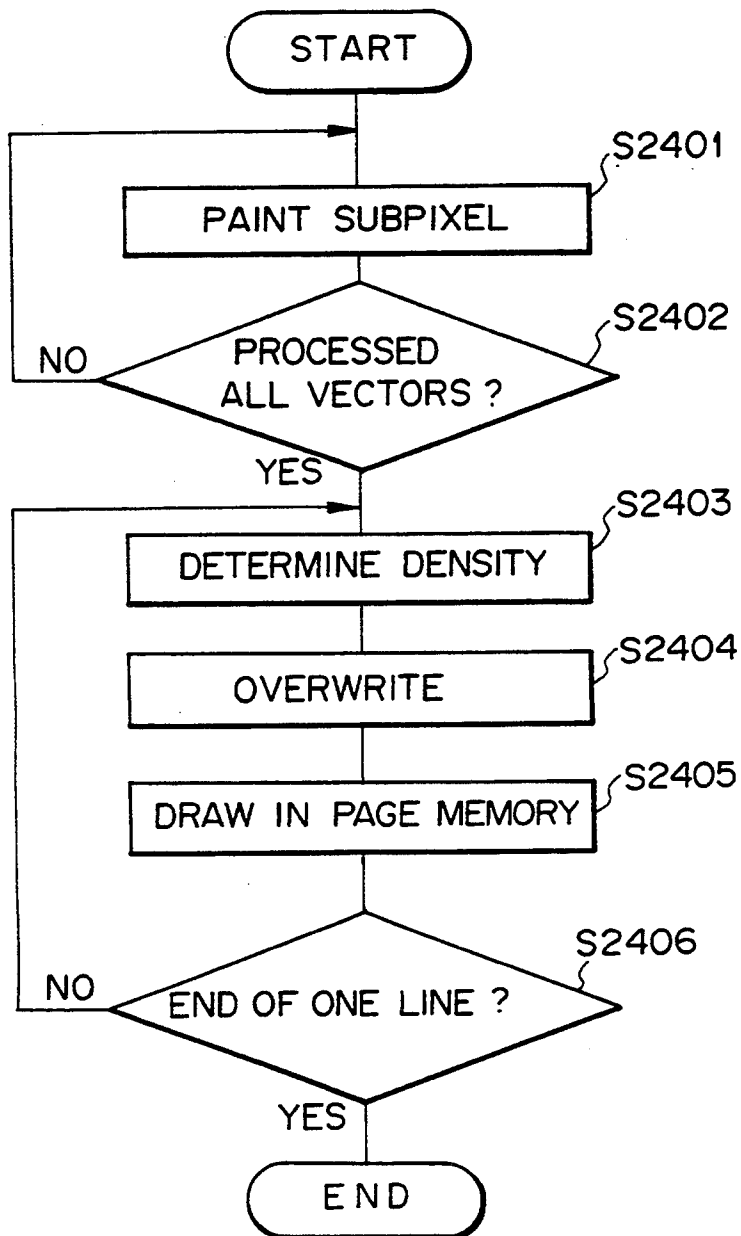 START
S2401
PAINT SUBPIXEL
S2402
NO
PROCESSED
ALL VECTORS ?
YES
S2403
DETERMINE DENSITY
S2404
OVERWRITE
S2405
DRAW IN PAGE MEMORY
S2406
NO
END OF ONE LINE ?
YES
END